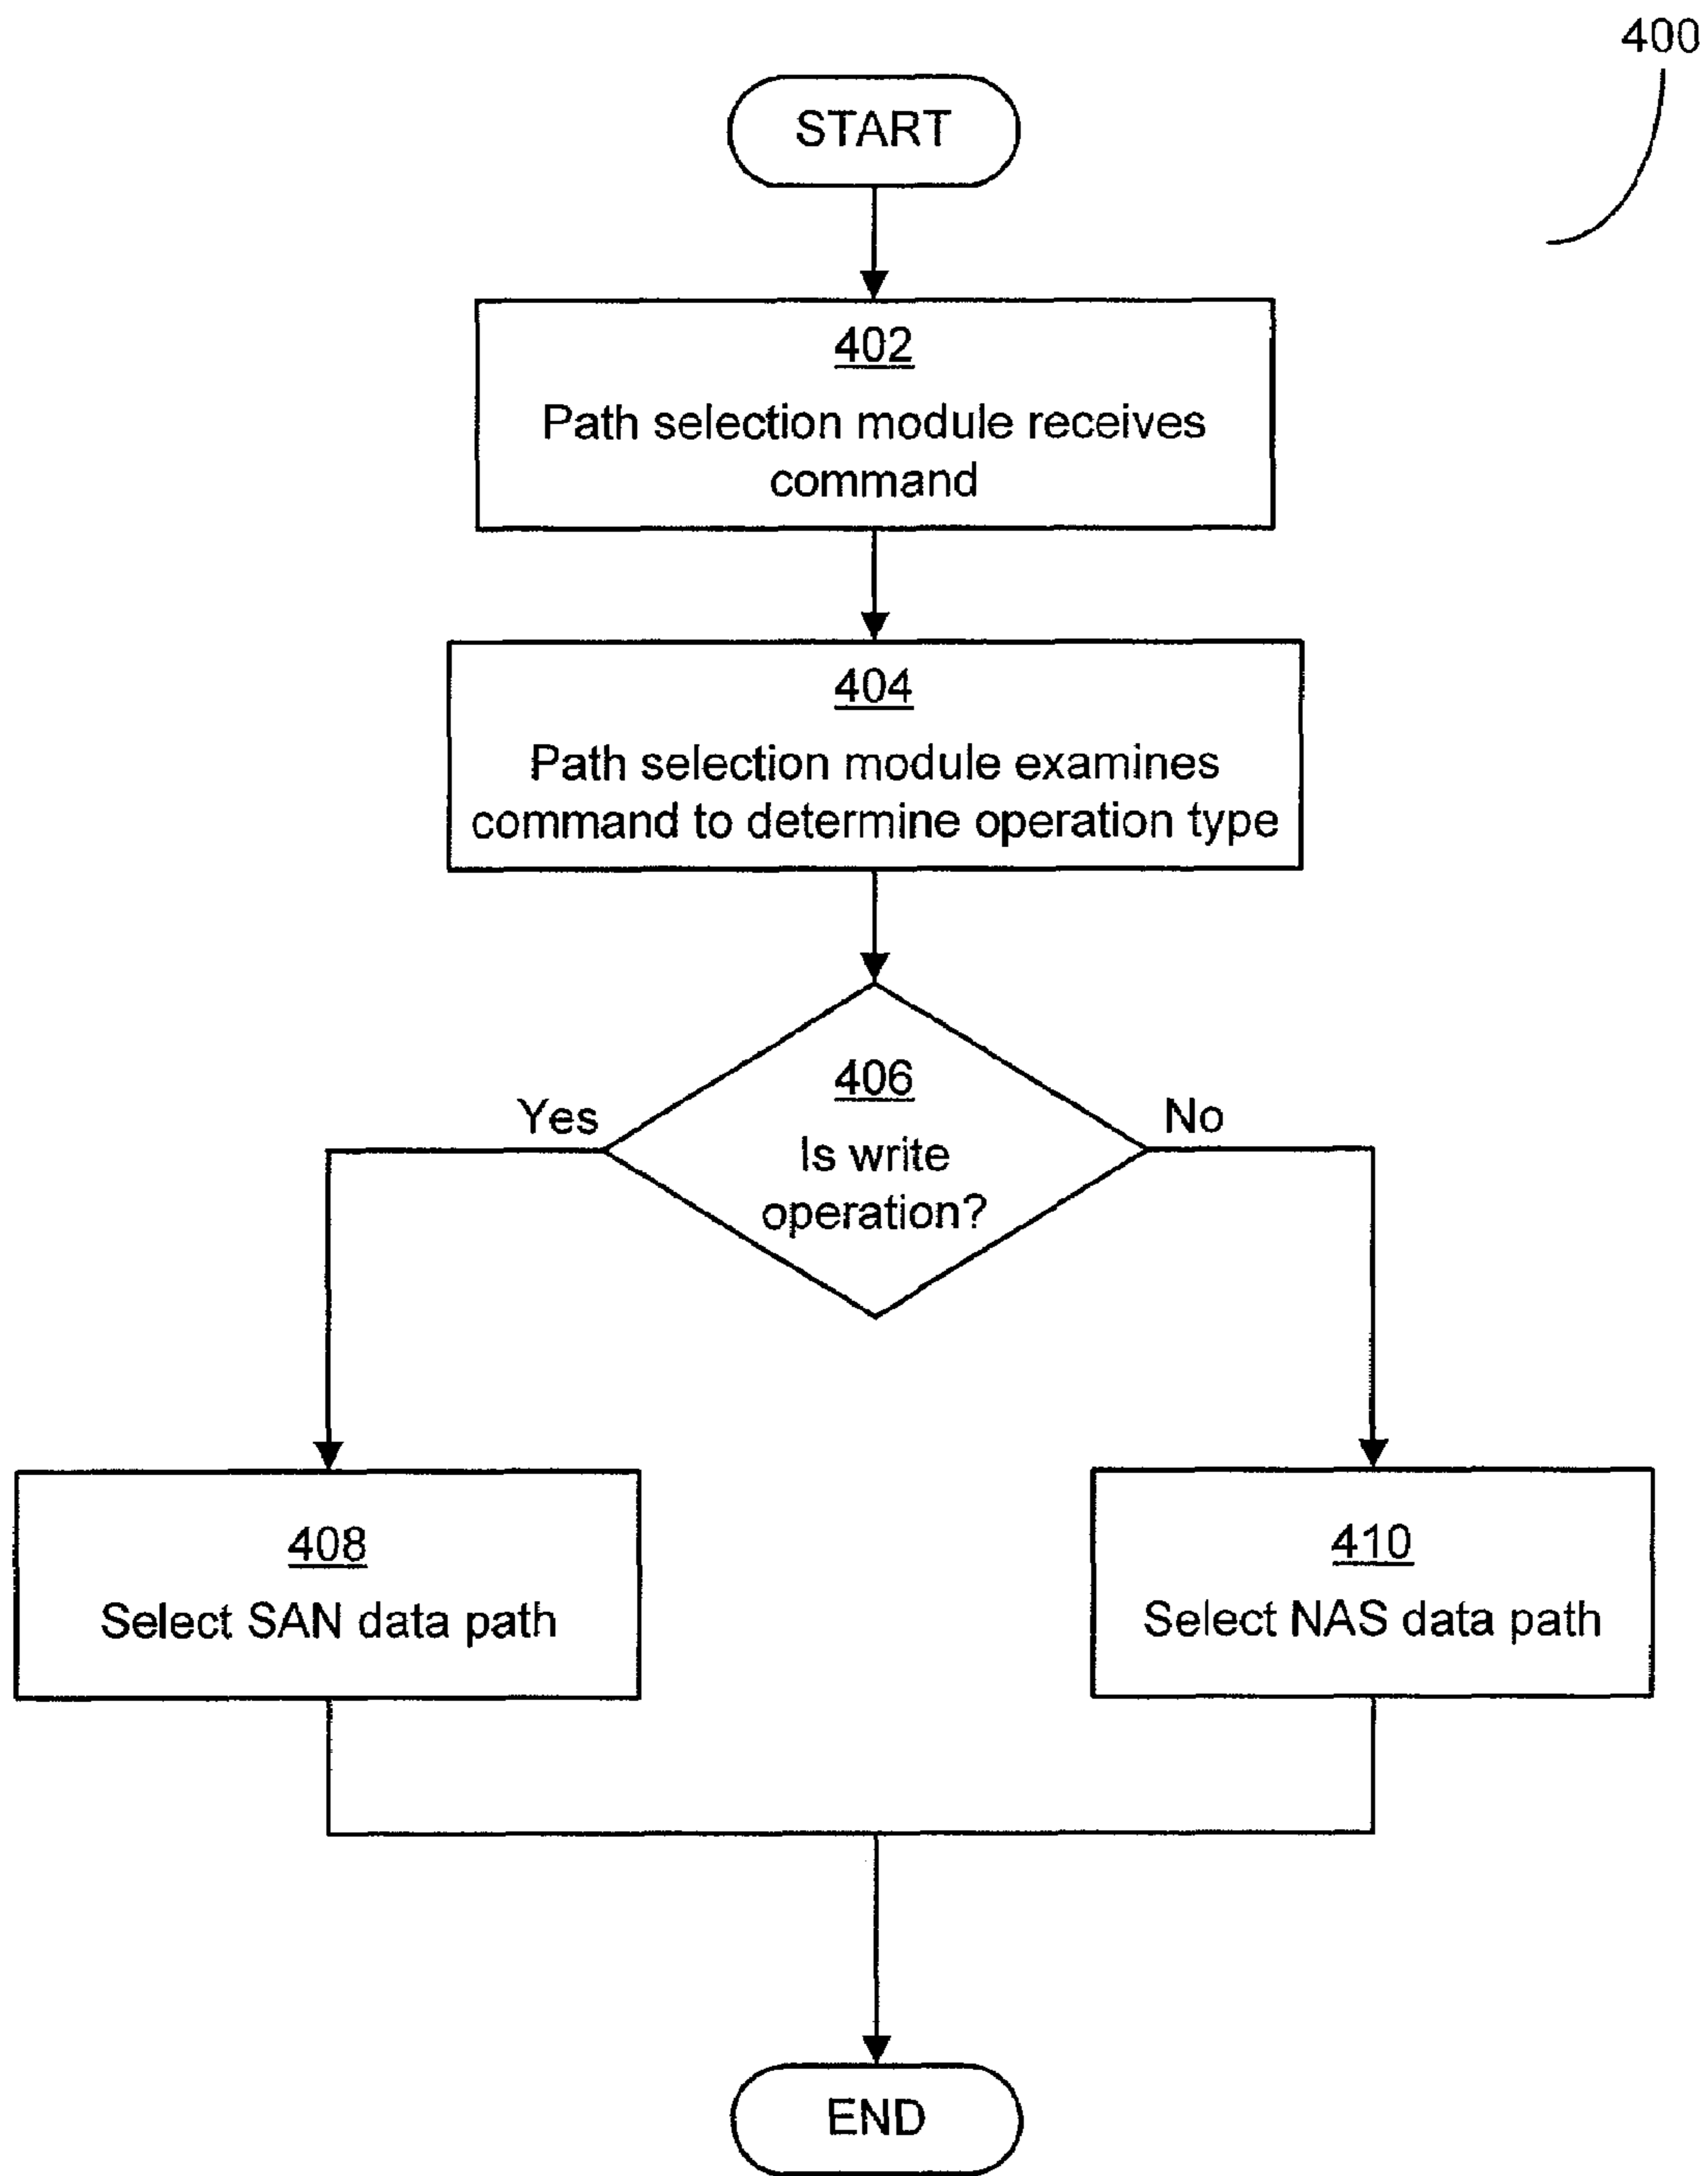 400
START
402
Path selection module receives
command
404
Path selection module examines
command to determine operation type
406
Is write
operation?
Yes
No
408
Select SAN data path
410
Select NAS data path
END